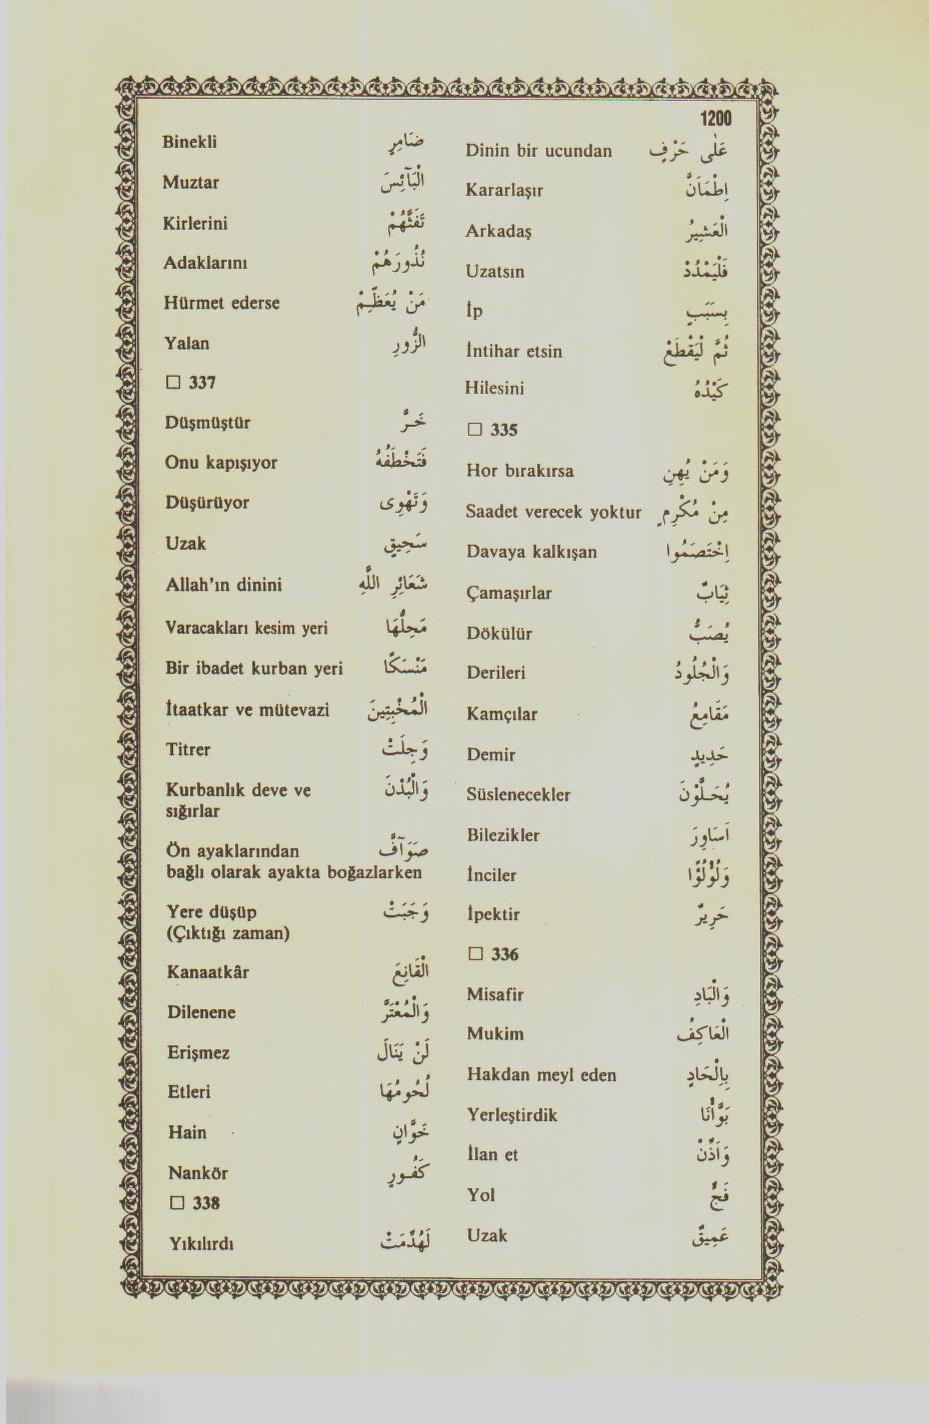 1200
Dinin bir ucundan عَلٰى حَرْفٍ
Kararlaşır اِطْمَاَنَّ
Arkadaş الْعَشِيرُ
Uzatsın فَلْيَمْدُدْ
İp بِسَبَبٍ
İntihar etsin ثُمَّ لْيَقْطَعْ
Hilesini كَيْدُهُ
□ 335
Hor bırakırsa وَمَنْ يُهِنِ
Saadet verecek yoktur مِنْ مُكْرِمٍ
Davaya kalkışan اِخْتَصَمُوا
Çamaşırlar ثِيَابٌ
Dökülür يُصَبُّ
Derileri وَالْجُلُودُ
Kamçılar مَقَامِعُ
Demir حَدِيدٍ
Süslenecekler يُحَلَّوْنَ
Bilezikler اَسَاوِرَ
İnciler وَلُؤْلُؤًا
İpektir حَرِيرٌ
□ 336
Misafir وَالْبَادِ
Mukim الْعَاكِفُ
Hakdan meyl eden بِاِلْحَادٍ
Yerleştirdik بَوَّاْنَا
İlan et وَاَذِّنْ
Yol فَجٍّ
Uzak عَمِيقٌ
Binekli ضَامِرٍ
Muztar الْبَآئِسَ
Kirlerini تَفَثَهُمْ
Adaklarını نُذُورَهُمْ
Hürmet ederse مَنْ يُعَظِّمْ
Yalan الزُّورِ
□ 337
Düşmüştür خَرَّ
Onu kapışıyor فَتَخْطَفُهُ
Düşürüyor وَتَهْوِى
Uzak سَحِيقٍ
Allah'ın dinini شَعَائِرِ اللّٰهِ
Varacakları kesim yeri مَحِلُّهَا
Bir ibadet kurban yeri مَنْسَكًا
İtaatkar ve mütevazi الْمُخْبِتِينَ
Titrer وَجِلَتْ
Kurbanlık deve ve وَالْبُدْنَ
sığırlar
Ön ayaklarından صَوَآفَّ
bağlı olarak ayakta boğazlarken
Yere düşüp وَجَبَتْ
(Çıktığı zaman)
Kanaatkâr الْقَانِعَ
Dilenene وَالْمُعْتَرَّ
Erişmez لَنْ يَنَالَ
Etleri لُحُومُهَا
Hain خَوَّانٍ
Nankör كَفُورٍ
□ 338
Yıkılırdı لَهُدِّمَتْ